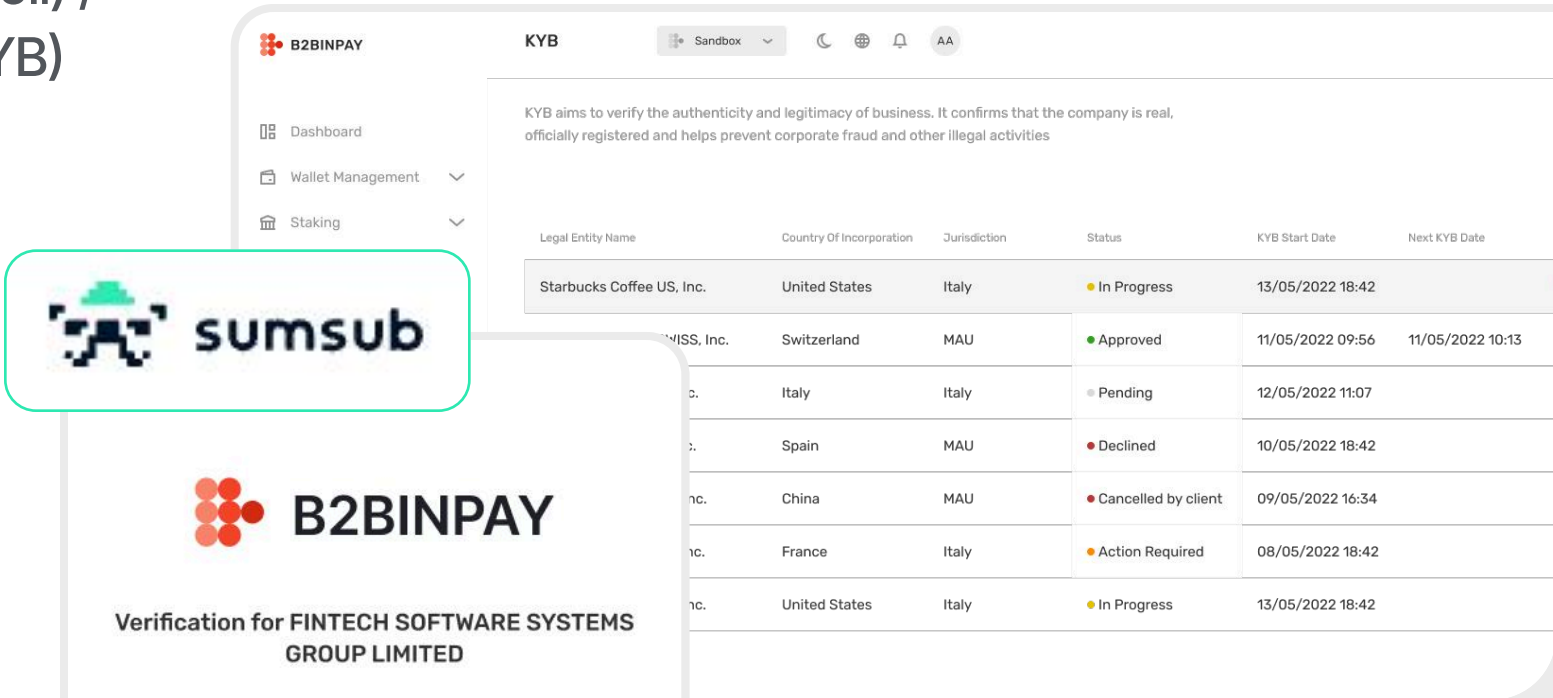 YB)
B2BINPAY
KYB
Sandbox
AA
KYB aims to verify the authenticity and legitimacy of business. It confirms that the company is real,
officially registered and helps prevent corporate fraud and other illegal activities
Dashboard
Wallet Management
Staking
Legal Entity Name Country Of Incorporation Jurisdiction Status KYB Start Date Next KYB Date
Starbucks Coffee US, Inc. United States Italy In Progress 13/05/2022 18:42
WISS, Inc. Switzerland MAU Approved 11/05/2022 09:56 11/05/2022 10:13
c. Italy Italy Pending 12/05/2022 11:07
c. Spain MAU Declined 10/05/2022 18:42
nc. China MAU Cancelled by client 09/05/2022 16:34
nc. France Italy Action Required 08/05/2022 18:42
nc. United States Italy In Progress 13/05/2022 18:42
sumsub
B2BINPAY
Verification for FINTECH SOFTWARE SYSTEMS
GROUP LIMITED